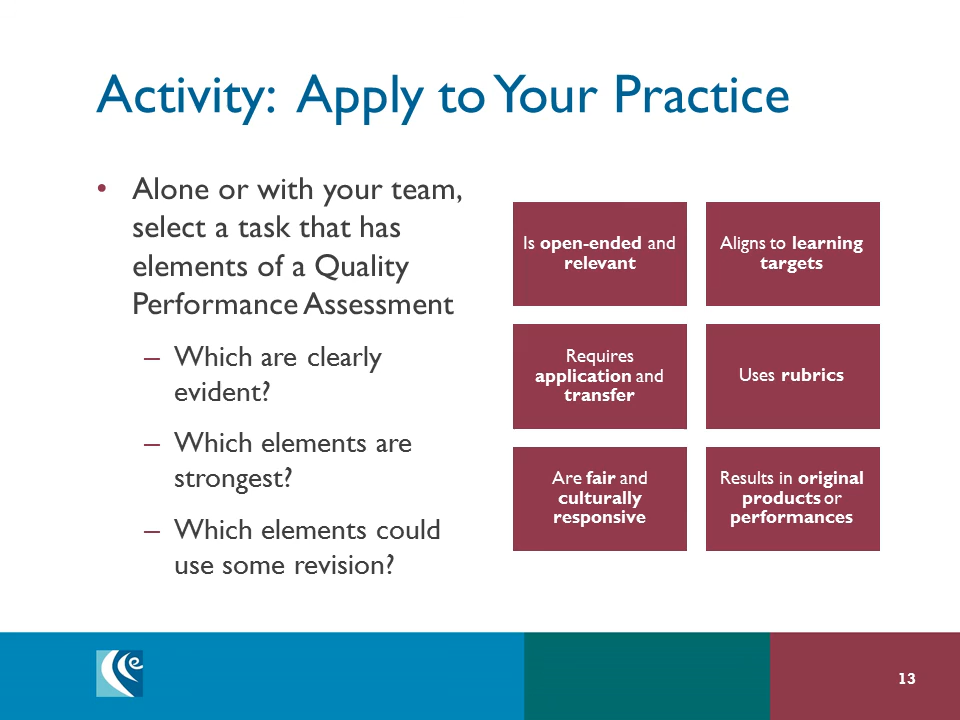 Activity: Apply to Your Practice
• Alone or with your team,
select a task that has
elements of a Quality
Performance Assessment
– Which are clearly
evident?
– Which elements are
strongest?
– Which elements could
use some revision?
Is open-ended and
relevant
Aligns to learning
targets
Requires
application and
transfer
Uses rubrics
Are fair and
culturally
responsive
Results in original
products or
performances
13